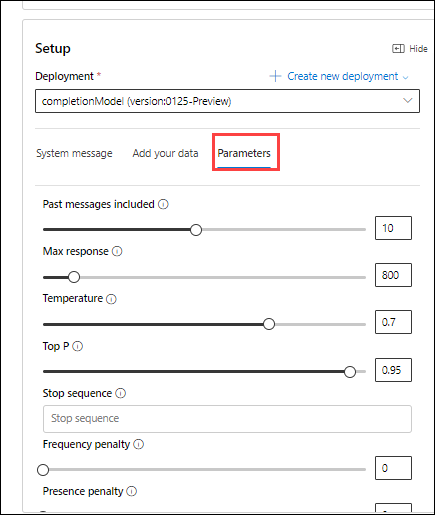 Setup
Hide
Deployment *
Create new deployment
completionModel (version:0125-Preview)
System message
Add your data
Parameters
Past messages included
10
Max response
800
Temperature
0.7
Top P
0.95
Stop sequence
Stop sequence
Frequency penalty
0
Presence penalty